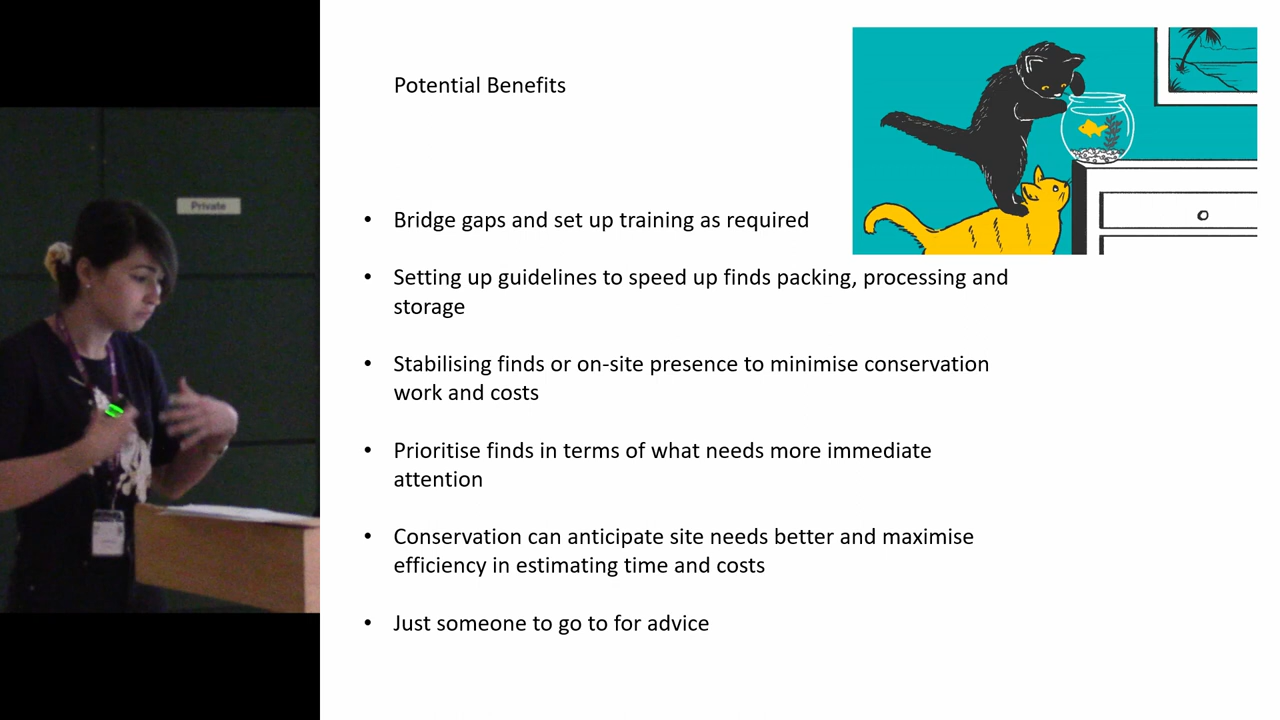 Potential Benefits
Private
• Bridge gaps and set up training as required
• Setting up guidelines to speed up finds packing, processing and
storage
• Stabilising finds or on-site presence to minimise conservation
work and costs
• Prioritise finds in terms of what needs more immediate
attention
• Conservation can anticipate site needs better and maximise
efficiency in estimating time and costs
• Just someone to go to for advice